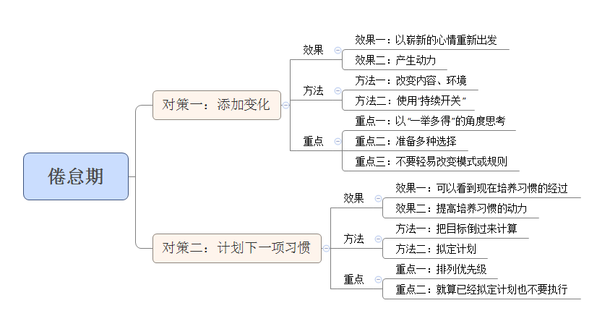 倦怠期
对策一：添加变化
效果
效果一：以崭新的心情重新出发
效果二：产生动力
方法
方法一：改变内容、环境
方法二：使用“持续开关”
重点
重点一：以“一举多得”的角度思考
重点二：准备多种选择
重点三：不要轻易改变模式或规则
对策二：计划下一项习惯
效果
效果一：可以看到现在培养习惯的经过
效果二：提高培养习惯的动力
方法
方法一：把目标倒过来计算
方法二：拟定计划
重点
重点一：排列优先级
重点二：就算已经拟定计划也不要执行